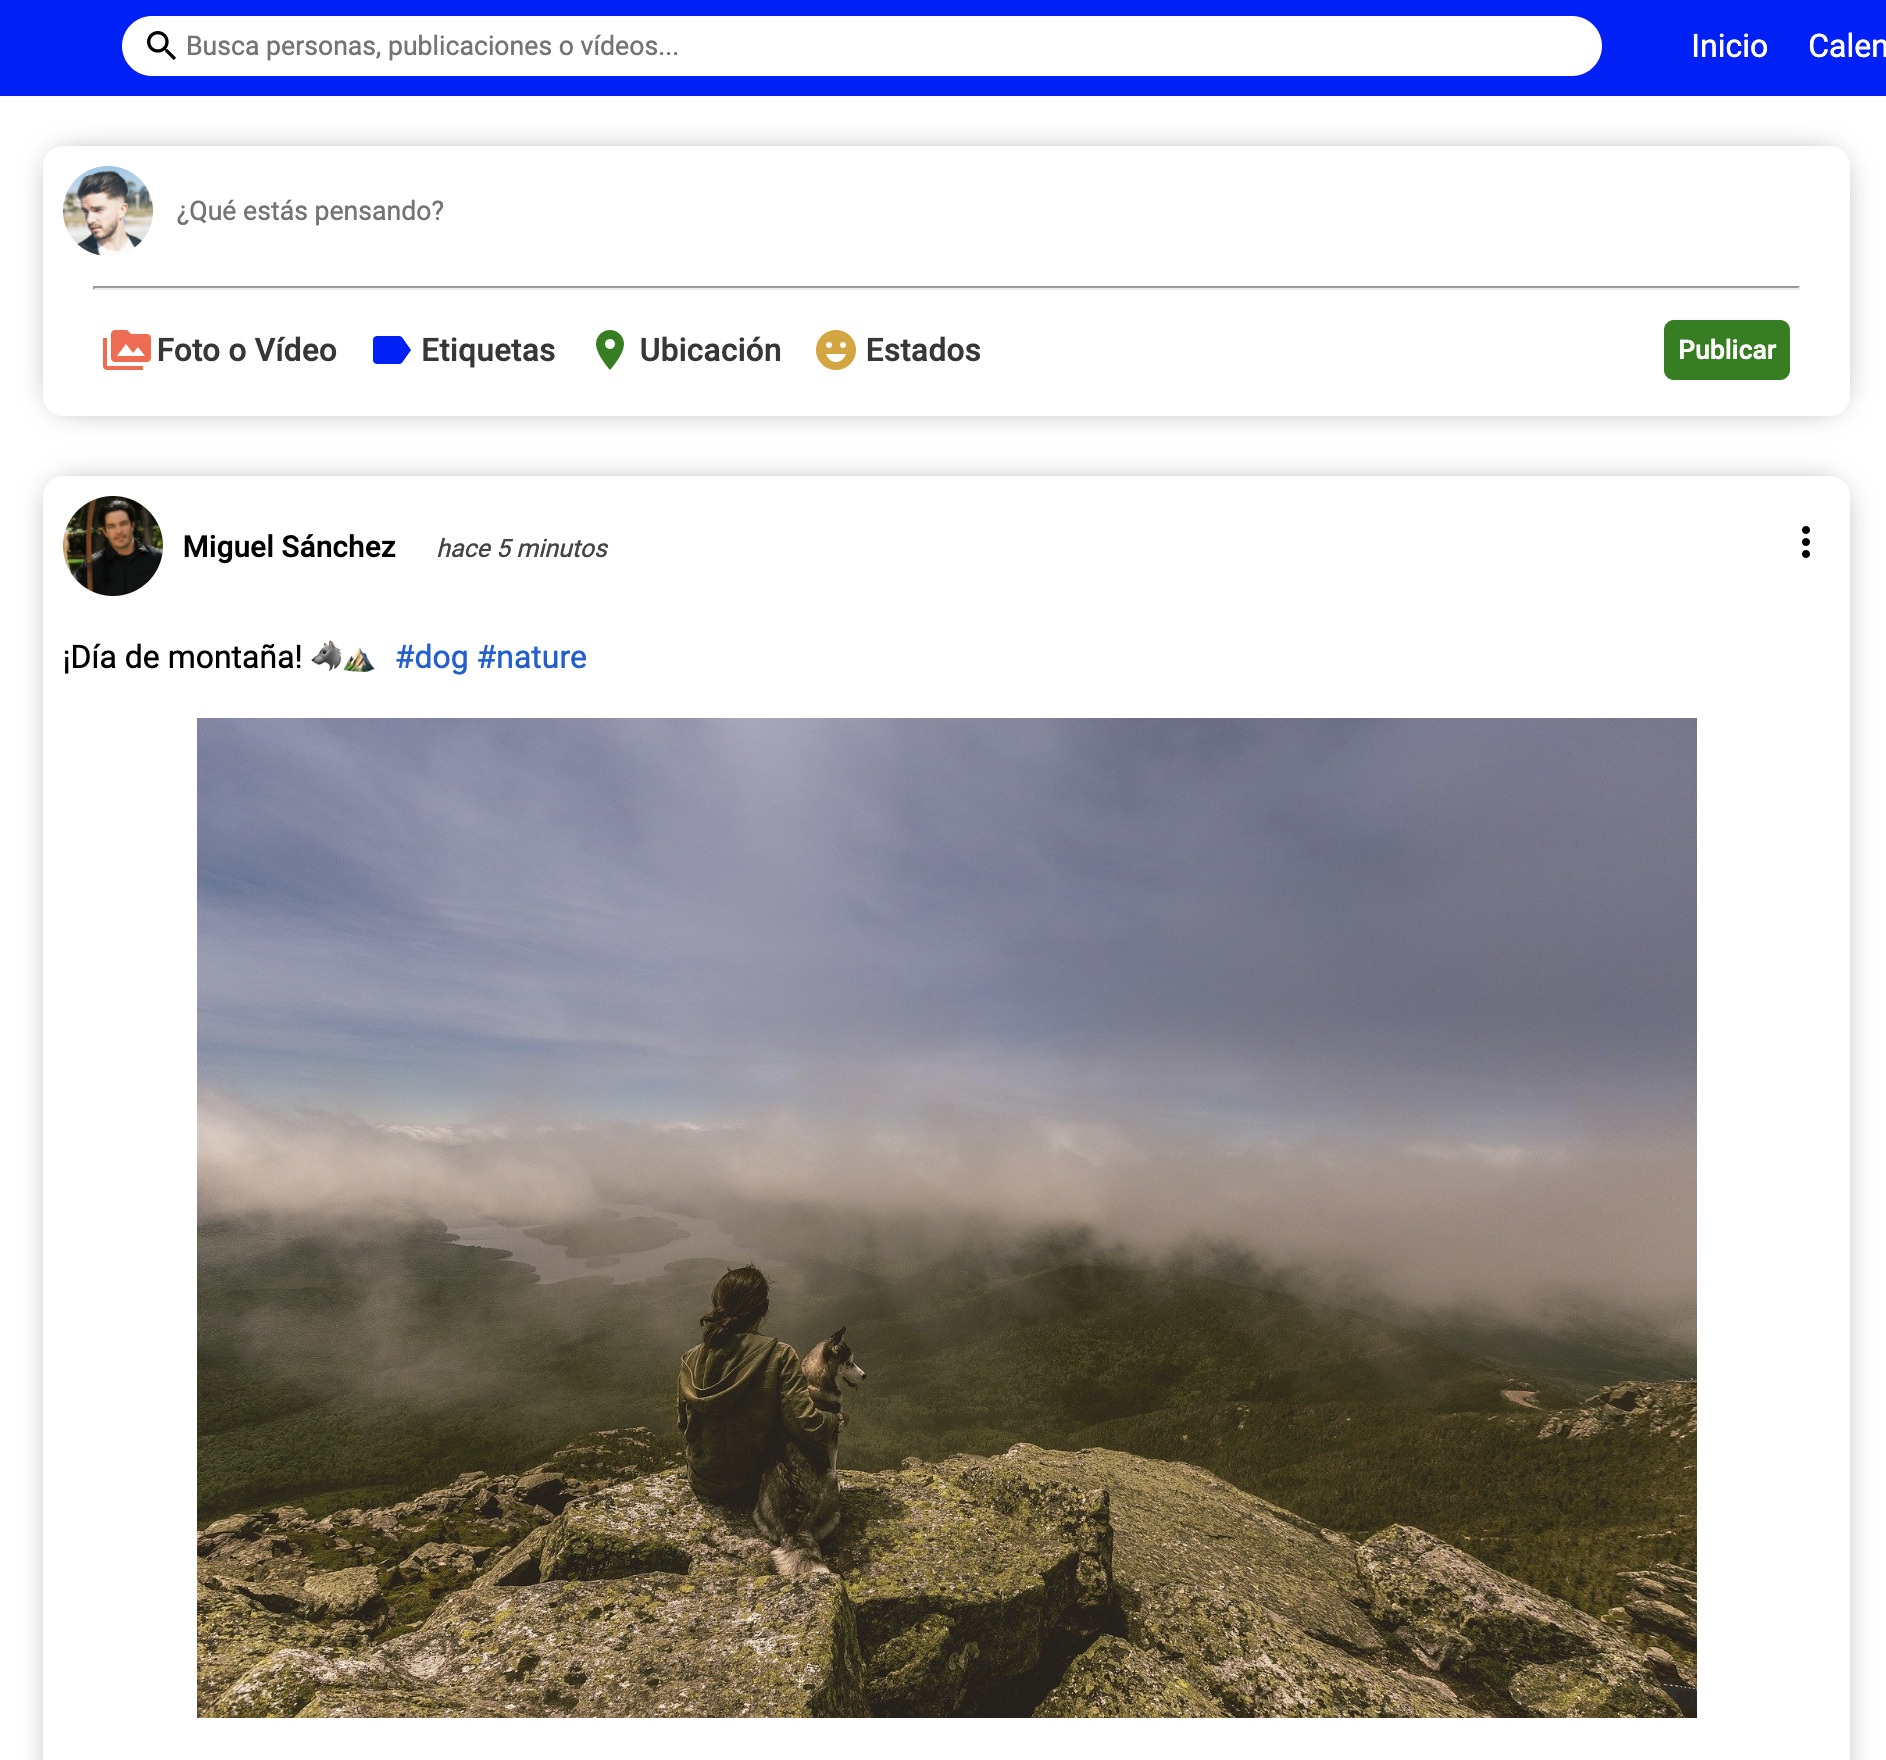 Busca personas, publicaciones o vídeos...
Inicio
Calen
¿Qué estás pensando?
Foto o Vídeo
Etiquetas
Ubicación
Estados
Publicar
Miguel Sánchez
hace 5 minutos
¡Día de montaña! 🐺⛰️ #dog #nature